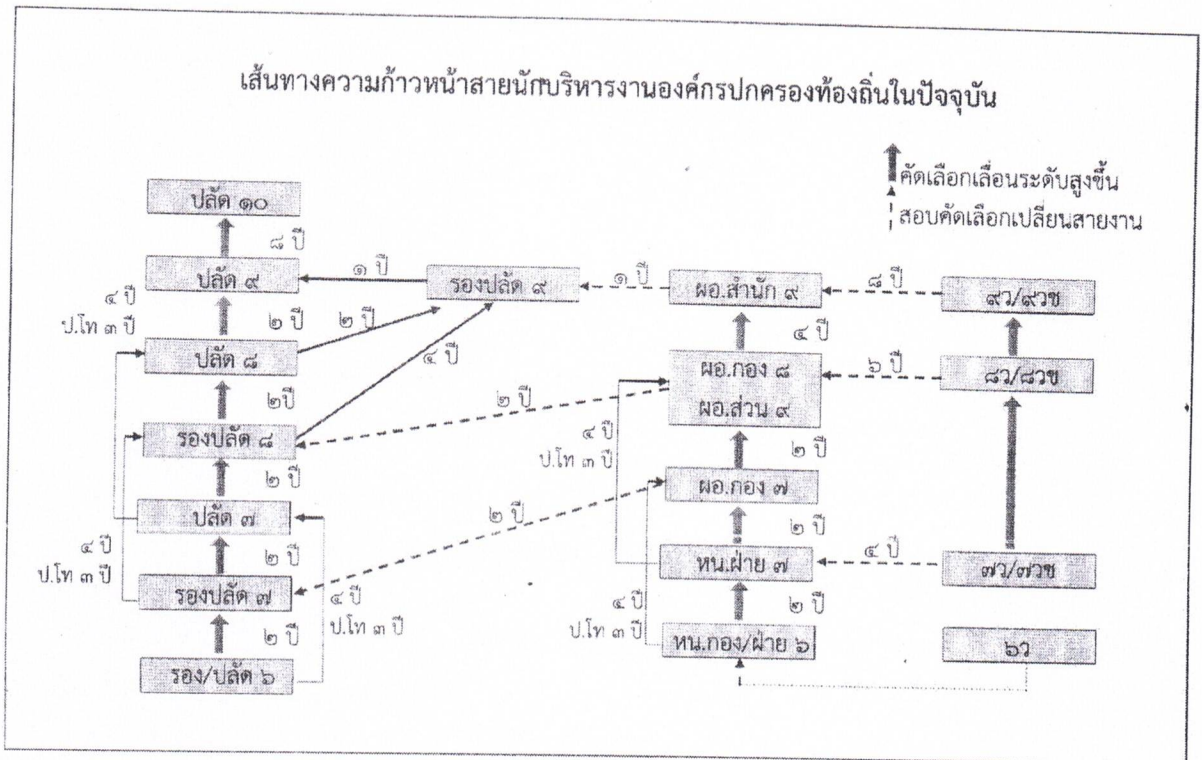 เส้นทางความก้าวหน้าสายนักบริหารงานองค์กรปกครองท้องถิ่นในปัจจุบัน
คัดเลือกเลื่อนระดับสูงขึ้น
สอบคัดเลือกเปลี่ยนสายงาน
ปลัด ๑๐
๘ ปี
ปลัด ๙
๑ ปี
รองปลัด ๙
๑ ปี
ผอ.สำนัก ๙
๘ ปี
๙ว/๙วช
๔ ปี
ป.โท ๓ ปี
๒ ปี
๒ ปี
๔ ปี
๔ ปี
ปลัด ๘
ผอ.กอง ๘
ผอ.ส่วน ๙
๖ ปี
๘ว/๘วช
๒ปี
๒ ปี
รองปลัด ๘
๔ ปี
ป.โท ๓ ปี
๒ ปี
๒ ปี
ปลัด ๗
๒ ปี
ผอ.กอง ๗
๔ ปี
ป.โท ๓ ปี
๒ ปี
๒ ปี
รองปลัด ๗
หน.ฝ่าย ๗
๔ ปี
๗ว/๗วช
๒ ปี
๔ ปี
ป.โท ๓ ปี
๔ ปี
ป.โท ๓ ปี
๒ ปี
รอง/ปลัด ๖
หน.กอง/ฝ่าย ๖
๖ว